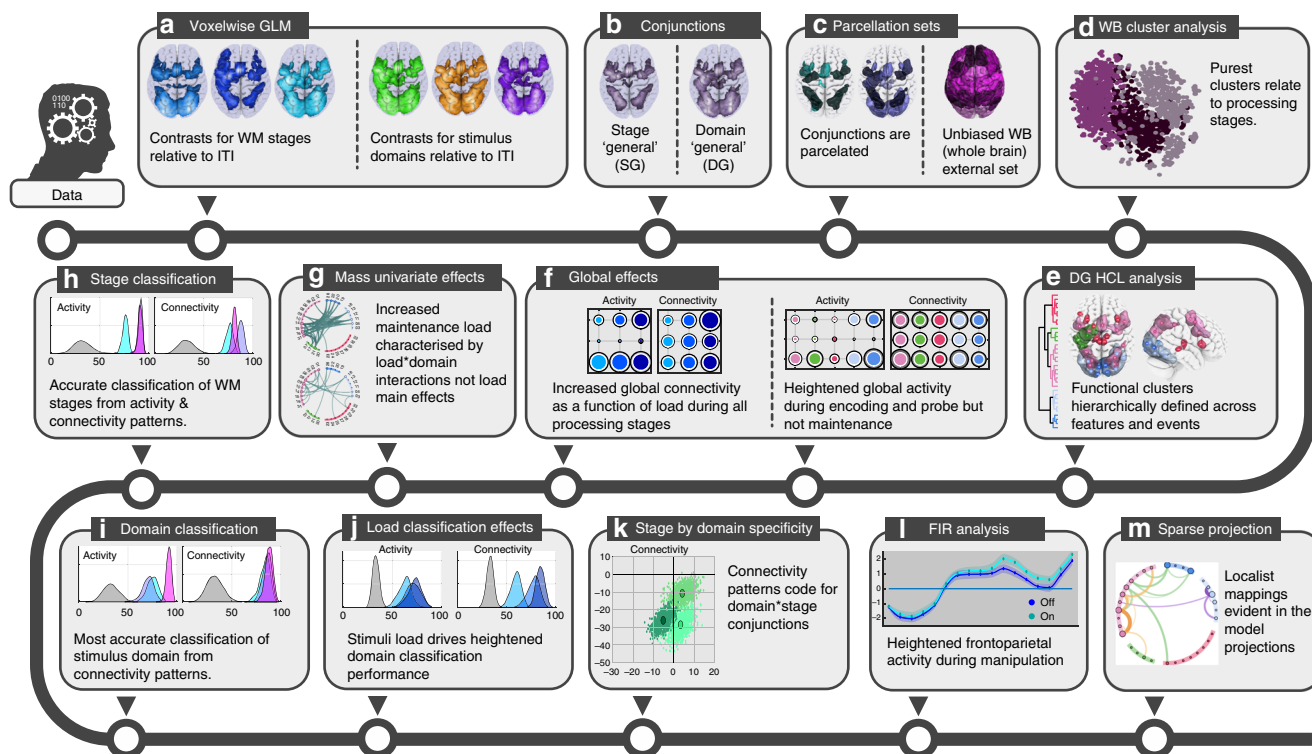 a Voxelwise GLM
Contrasts for WM stages
relative to ITI
Contrasts for stimulus
domains relative to ITI
b Conjunctions
Stage
‘general’
(SG)
Domain
‘general’
(DG)
c Parcellation sets
Conjunctions are
parcelated
Unbiased WB
(whole brain)
external set
d WB cluster analysis
Purest
clusters relate
to processing
stages.
0100
110
Data
h Stage classification
Activity
Connectivity
0 50 100
0 50 100
Accurate classification of WM
stages from activity &
connectivity patterns.
g Mass univariate effects
Increased
maintenance load
characterised by
load*domain
interactions not load
main effects
f Global effects
Activity Connectivity
Increased global connectivity
as a function of load during all
processing stages
Activity Connectivity
Heightened global activity
during encoding and probe but
not maintenance
e DG HCL analysis
Functional clusters
hierarchically defined across
features and events
i Domain classification
Activity
Connectivity
0 50 100
0 50 100
Most accurate classification of
stimulus domain from
connectivity patterns.
j Load classification effects
Activity Connectivity
0 50 100
0 50 100
Stimuli load drives heightened
domain classification
performance
k Stage by domain specificity
Connectivity
10
0
−10
−20
−30
−40
−50
−30 −20 −10 0 10 20
Connectivity
patterns code for
domain*stage
conjunctions
l FIR analysis
2
1
0
−1
−2
Off
On
Heightened frontoparietal
activity during manipulation
m Sparse projection
Localist
mappings
evident in the
model
projections